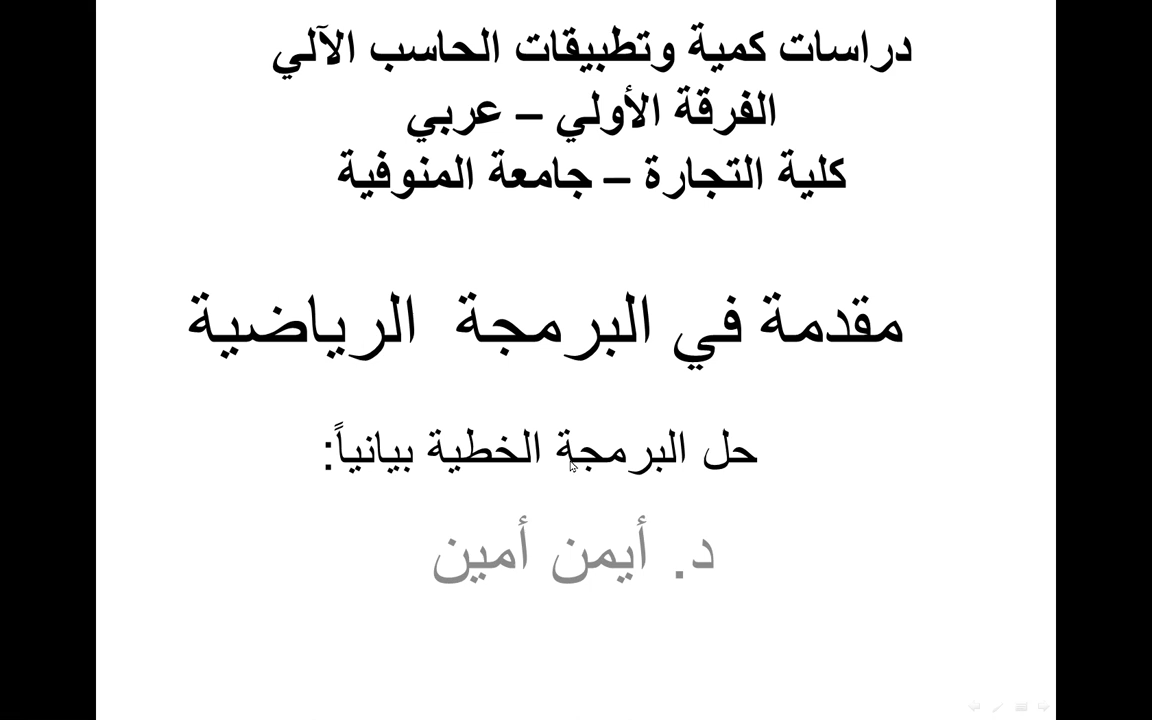 دراسات كمية وتطبيقات الحاسب الآلي
الفرقة الأولي – عربي
كلية التجارة – جامعة المنوفية
مقدمة في البرمجة الرياضية
حل البرمجة الخطية بيانياً:
د. أيمن أمين